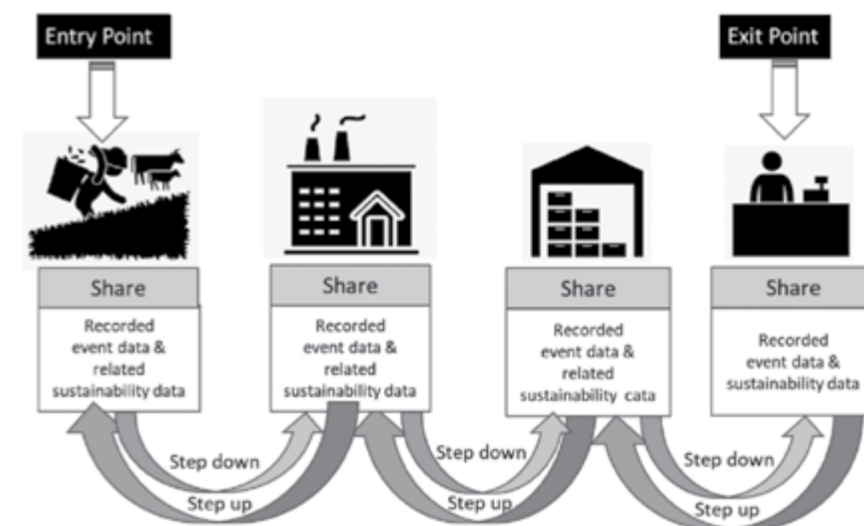 Entry Point
Exit Point
Share
Recorded
event data &
related
sustainability data
Share
Recorded
event data &
related
sustainability data
Share
Recorded
event data &
related
sustainability cata
Share
Recorded
event data &
sustainability data
Step down
Step up
Step down
Step up
Step down
Step up